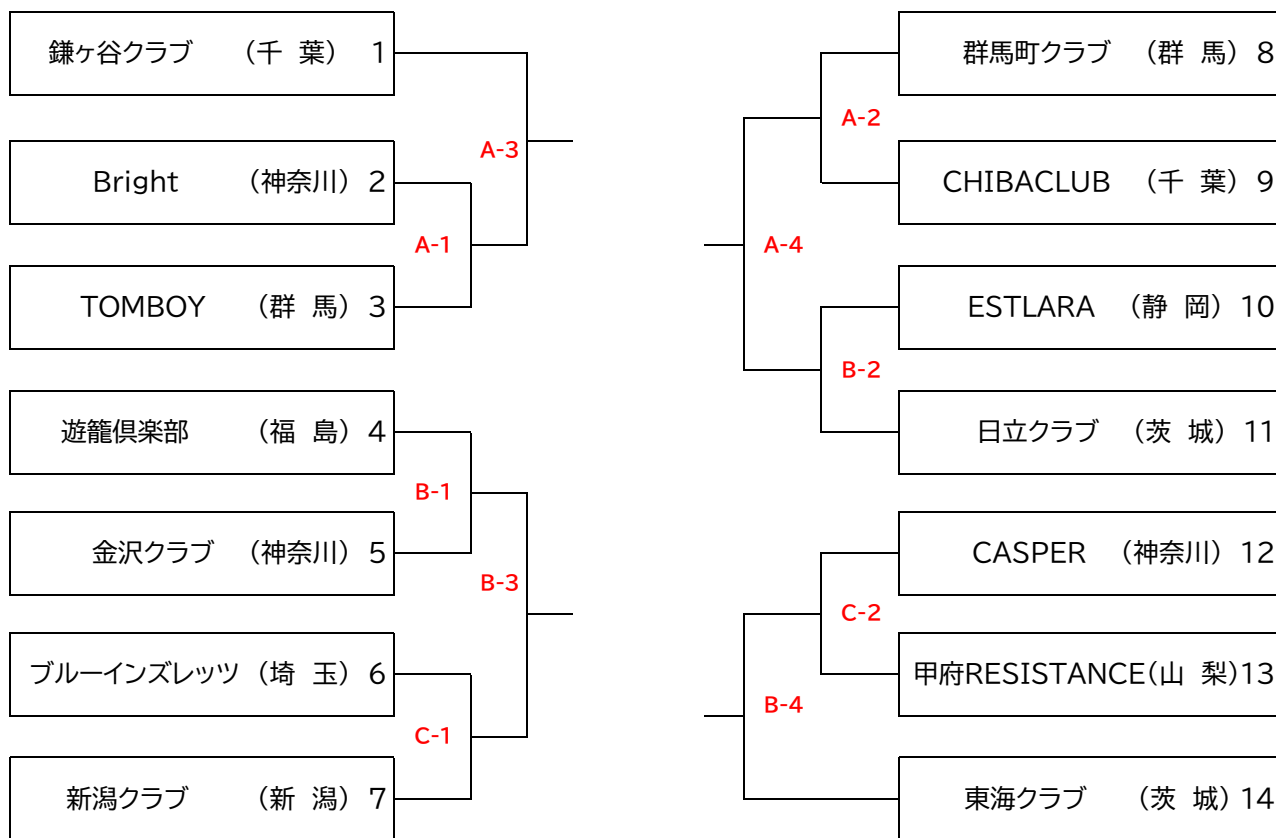 鎌ヶ谷クラブ （千 葉） 1
A-3
Bright （神奈川） 2
A-1
TOMBOY （群 馬） 3
遊籠倶楽部 （福 島） 4
B-1
金沢クラブ （神奈川） 5
B-3
ブルーインズレッツ （埼 玉） 6
C-1
新潟クラブ （新 潟） 7
群馬町クラブ （群 馬） 8
A-2
CHIBACLUB （千 葉） 9
A-4
ESTLARA （静 岡） 10
B-2
日立クラブ （茨 城） 11
CASPER （神奈川） 12
C-2
甲府RESISTANCE(山 梨)13
B-4
東海クラブ （茨 城） 14